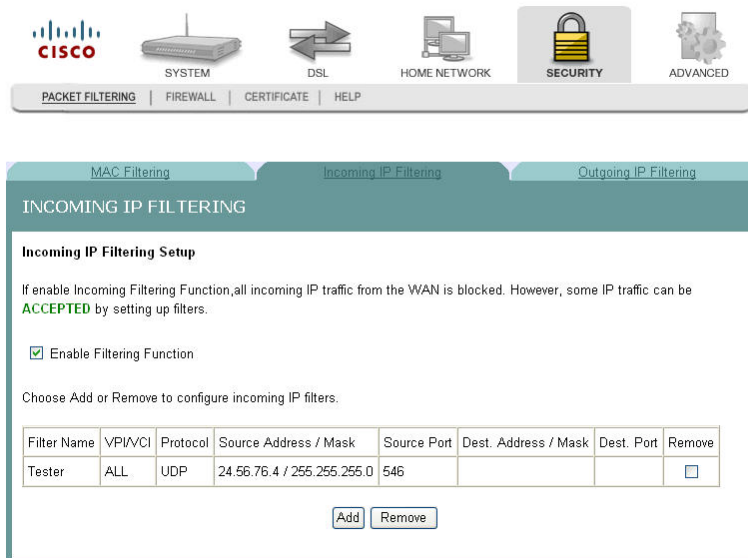 CISCO
SYSTEM
DSL
HOME NETWORK
SECURITY
ADVANCED
PACKET FILTERING | FIREWALL | CERTIFICATE | HELP
MAC Filtering
Incoming IP Filtering
Outgoing IP Filtering
INCOMING IP FILTERING
Incoming IP Filtering Setup
If enable Incoming Filtering Function,all incoming IP traffic from the WAN is blocked. However, some IP traffic can be
ACCEPTED by setting up filters.
Enable Filtering Function
Choose Add or Remove to configure incoming IP filters.
Filter Name VPI/VCI Protocol Source Address / Mask Source Port Dest. Address / Mask Dest. Port Remove
Tester ALL UDP 24.56.76.4 / 255.255.255.0 546
Add Remove